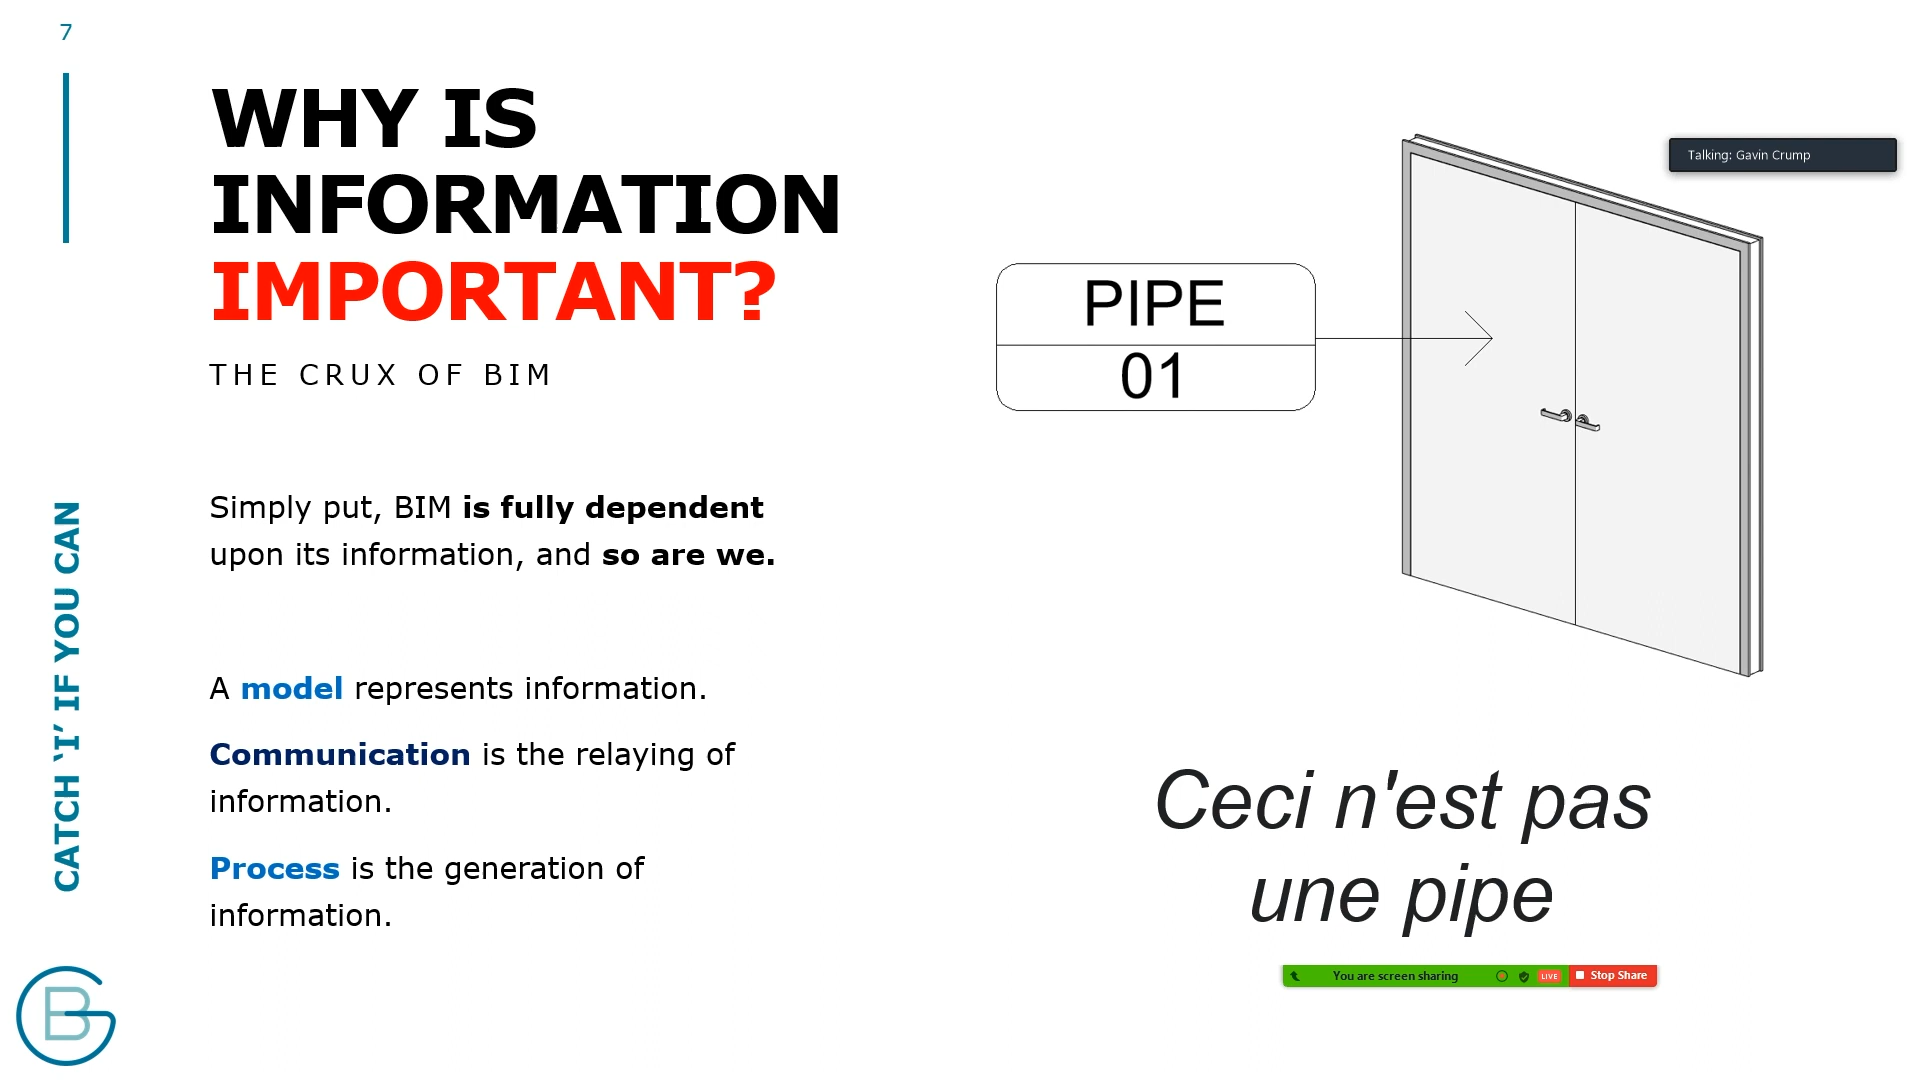 7
WHY IS
INFORMATION
IMPORTANT?
THE CRUX OF BIM
Simply put, BIM is fully dependent
upon its information, and so are we.
A model represents information.
Communication is the relaying of
information.
Process is the generation of
information.
CATCH ‘I’ IF YOU CAN
BG
PIPE
01
Talking: Gavin Crump
Ceci n'est pas
une pipe
You are screen sharing
LIVE
Stop Share